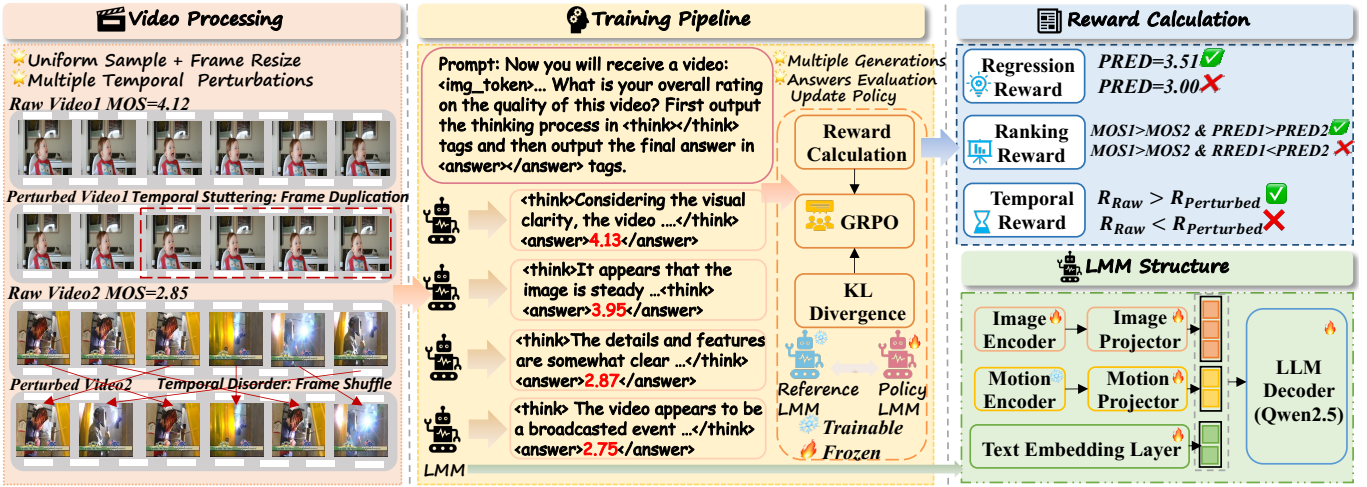 Video Processing
Uniform Sample + Frame Resize
Multiple Temporal Perturbations
Raw Video1 MOS=4.12
Perturbed Video1 Temporal Stuttering: Frame Duplication
Raw Video2 MOS=2.85
Perturbed Video2 Temporal Disorder: Frame Shuffle
Training Pipeline
Prompt: Now you will receive a video:
<img_token>... What is your overall rating
on the quality of this video? First output
the thinking process in <think></think>
tags and then output the final answer in
<answer></answer> tags.
<think>Considering the visual
clarity, the video ....</think>
<answer>4.13</answer>
<think>It appears that the
image is steady ...<think>
<answer>3.95</answer>
<think>The details and features
are somewhat clear ...</think>
<answer>2.87</answer>
<think> The video appears to be
a broadcasted event ...</think>
<answer>2.75</answer>
LMM
Multiple Generations
Answers Evaluation
Update Policy
Reward
Calculation
GRPO
KL
Divergence
Reference
LMM
Policy
LMM
Trainable
Frozen
Reward Calculation
Regression
Reward
PRED=3.51
PRED=3.00
Ranking
Reward
MOS1>MOS2 & PRED1>PRED2
MOS1>MOS2 & RRED1<PRED2
Temporal
Reward
R_Raw > R_Perturbed
R_Raw < R_Perturbed
LMM Structure
Image
Encoder
Image
Projector
Motion
Encoder
Motion
Projector
Text Embedding Layer
LLM
Decoder
(Qwen2.5)